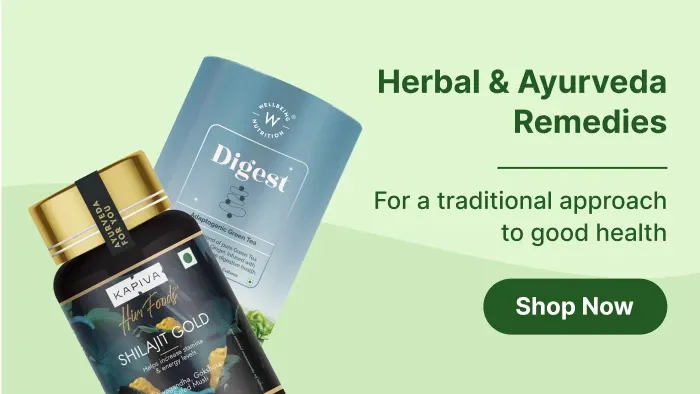 Herbal & Ayurveda
Remedies
For a traditional approach
to good health
Shop Now
WELLBEING
W
NUTRITION
Digest
Adaptogenic Green Tea
AYURVEDA
FOR YOU
KAPIVA
Him Foods
SHILAJIT GOLD
Helps increase stamina
& energy levels